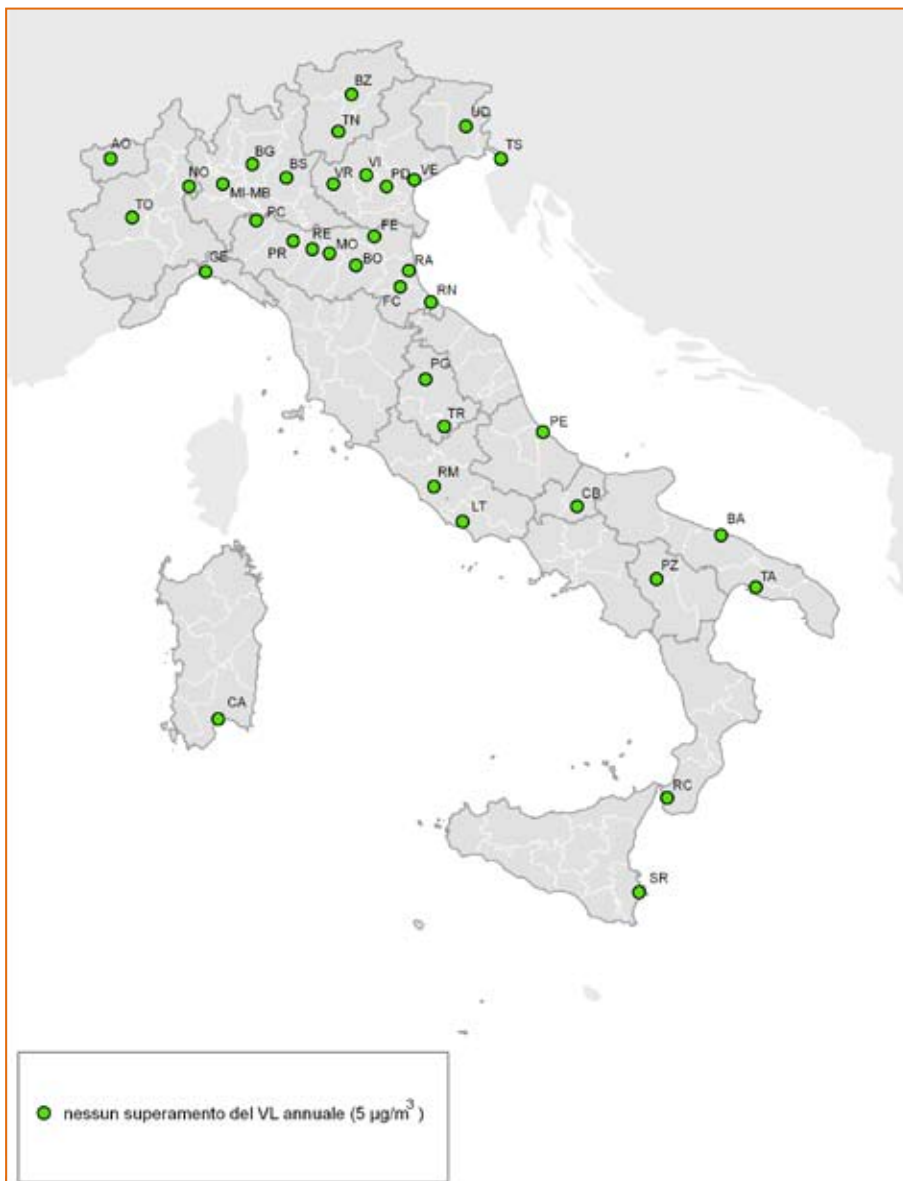 BZ
UD
TN
TS
AO
BG
BS
VI
VE
NO
MI-MB
VR
PD
TO
PC
FE
RE
MO
PR
BO
RA
GE
FC
RN
PG
TR
PE
RM
CB
LT
BA
PZ
TA
CA
RC
SR
nessun superamento del VL annuale (5 µg/m³)